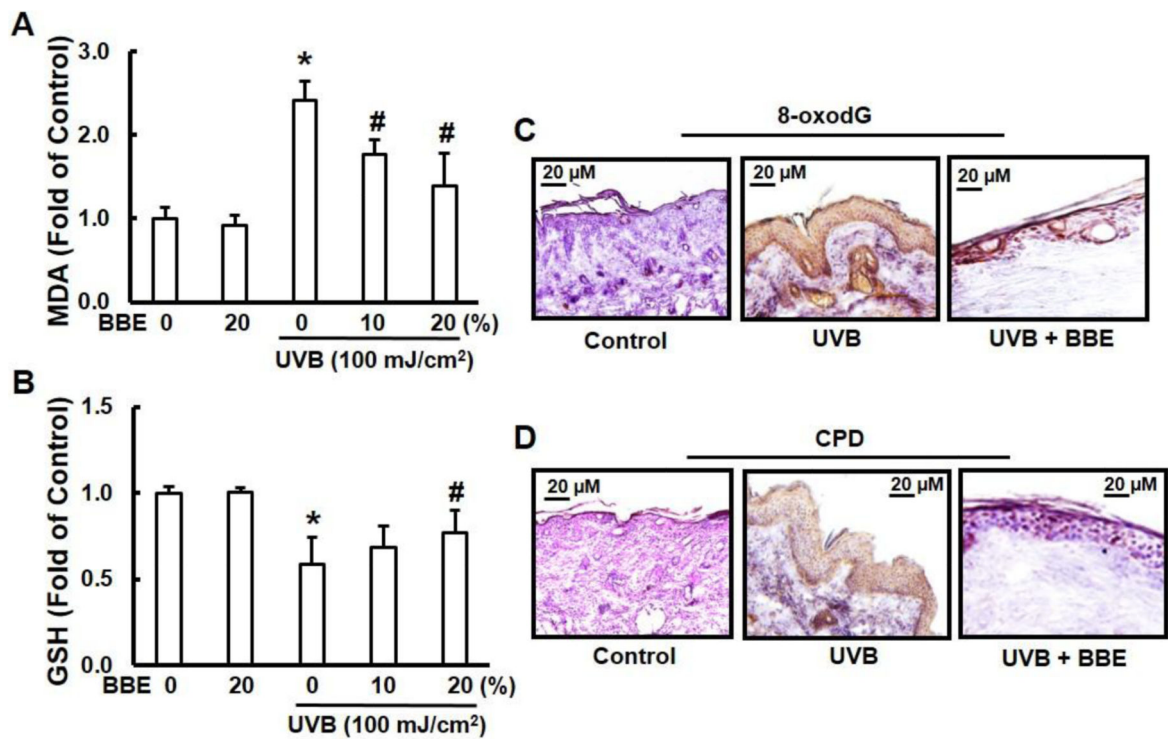 A
MDA (Fold of Control)
3.0
2.0
1.0
0.0
*
#
#
BBE 0 20 0 10 20 (%)
UVB (100 mJ/cm²)
B
GSH (Fold of Control)
1.5
1.0
0.5
0.0
*
#
BBE 0 20 0 10 20 (%)
UVB (100 mJ/cm²)
C
8-oxodG
20 µM
20 µM
20 µM
Control
UVB
UVB + BBE
D
CPD
20 µM
20 µM
20 µM
Control
UVB
UVB + BBE